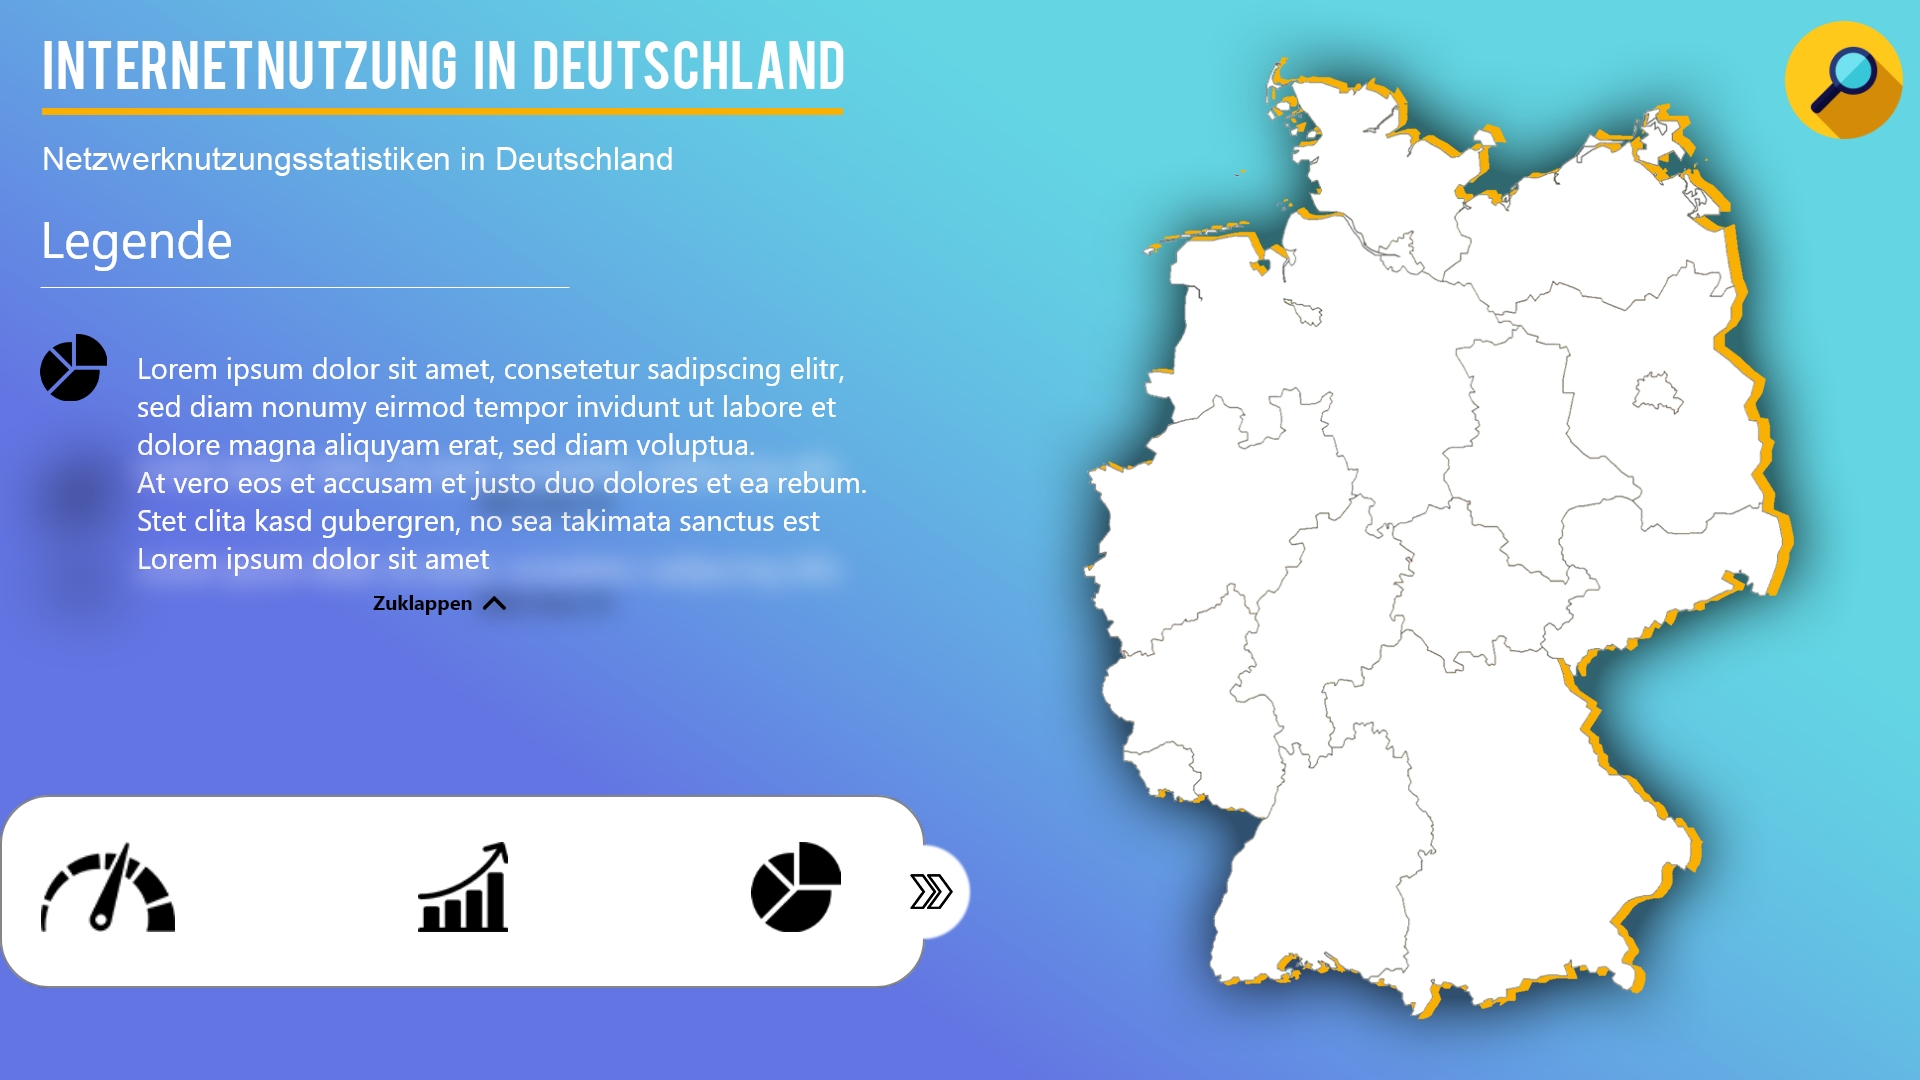 INTERNETNUTZUNG IN DEUTSCHLAND
Netzwerknutzungsstatistiken in Deutschland
Legende
Lorem ipsum dolor sit amet, consetetur sadipscing elitr,
sed diam nonumy eirmod tempor invidunt ut labore et
dolore magna aliquyam erat, sed diam voluptua.
At vero eos et accusam et justo duo dolores et ea rebum.
Stet clita kasd gubergren, no sea takimata sanctus est
Lorem ipsum dolor sit amet
Zuklappen